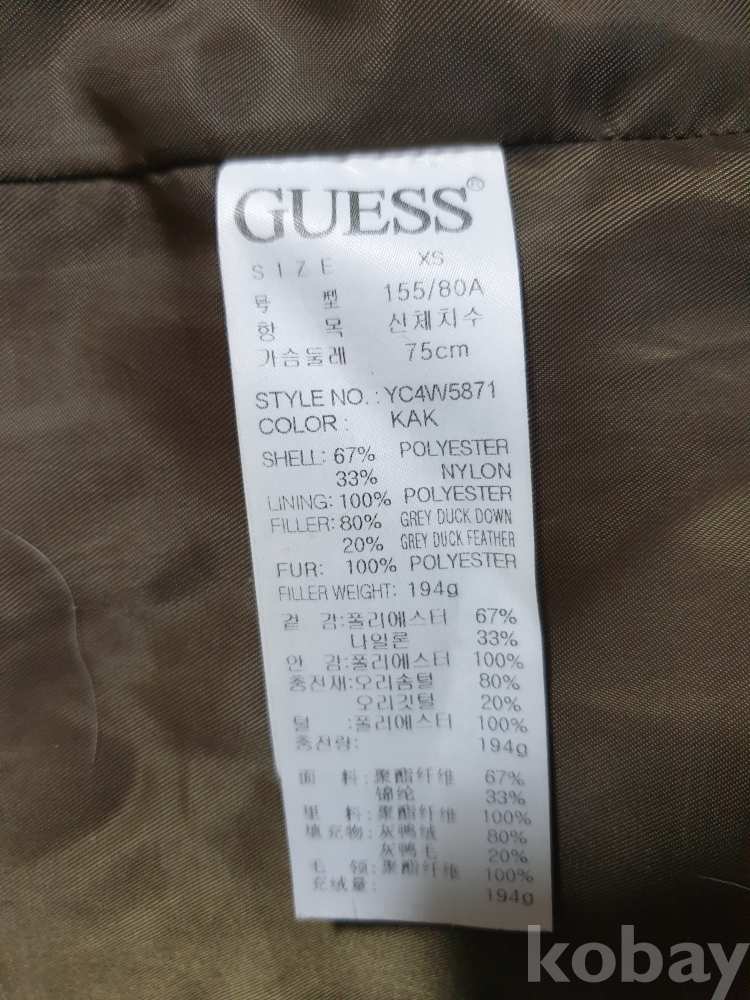 GUESS®
SIZE XS
호 형 155/80A
항 목 신체치수
가슴둘레 75cm
STYLE NO. : YC4W5871
COLOR : KAK
SHELL: 67% POLYESTER
33% NYLON
LINING: 100% POLYESTER
FILLER: 80% GREY DUCK DOWN
20% GREY DUCK FEATHER
FUR: 100% POLYESTER
FILLER WEIGHT: 194g
겉 감:폴리에스터 67%
나일론 33%
안 감:폴리에스터 100%
충전재:오리솜털 80%
오리깃털 20%
털 :폴리에스터 100%
충전량: 194g
面 料:聚酯纤维 67%
锦纶 33%
里 料:聚酯纤维 100%
填充物:灰鸭绒 80%
灰鸭毛 20%
毛 领:聚酯纤维 100%
充绒量: 194g
kobay